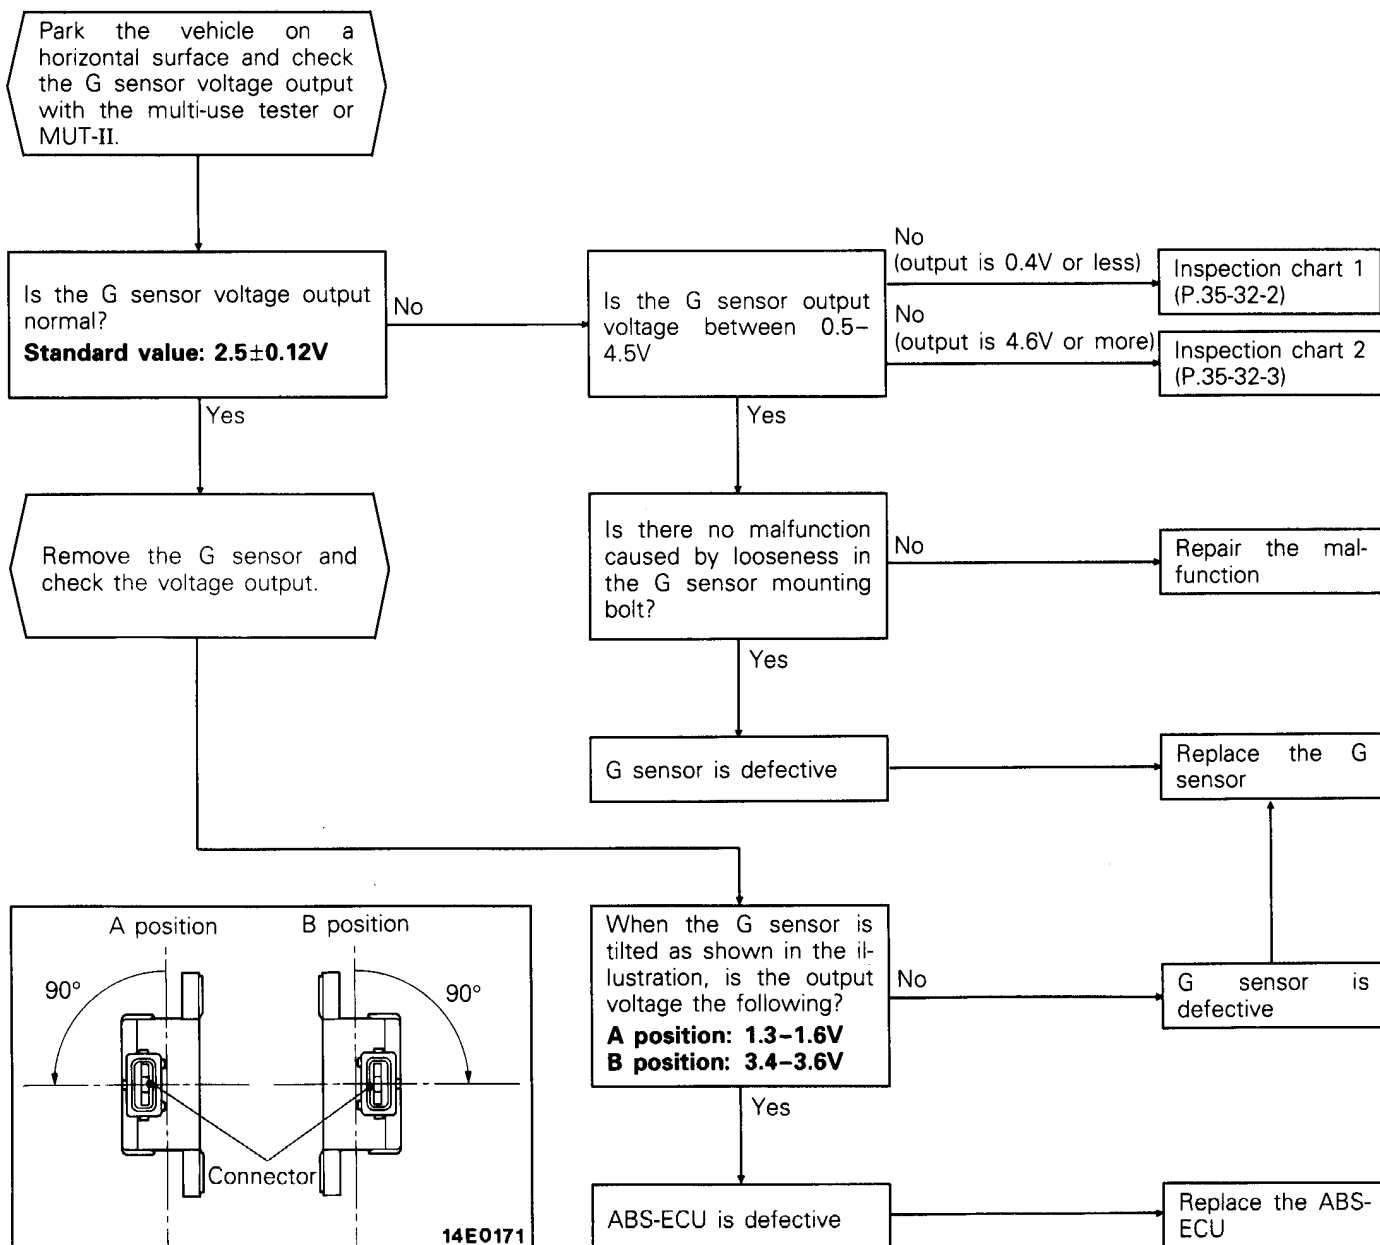 Park the vehicle on a
horizontal surface and check
the G sensor voltage output
with the multi-use tester or
MUT-II.
Is the G sensor voltage output
normal?
Standard value: 2.5±0.12V
No
Is the G sensor output
voltage between 0.5–
4.5V
No
(output is 0.4V or less)
Inspection chart 1
(P.35-32-2)
No
(output is 4.6V or more)
Inspection chart 2
(P.35-32-3)
Yes
Yes
Remove the G sensor and
check the voltage output.
Is there no malfunction
caused by looseness in
the G sensor mounting
bolt?
No
Repair the mal-
function
Yes
G sensor is defective
Replace the G
sensor
When the G sensor is
tilted as shown in the il-
lustration, is the output
voltage the following?
A position: 1.3–1.6V
B position: 3.4–3.6V
No
G sensor is
defective
Yes
ABS-ECU is defective
Replace the ABS-
ECU
A position
B position
90°
90°
Connector
14E0171